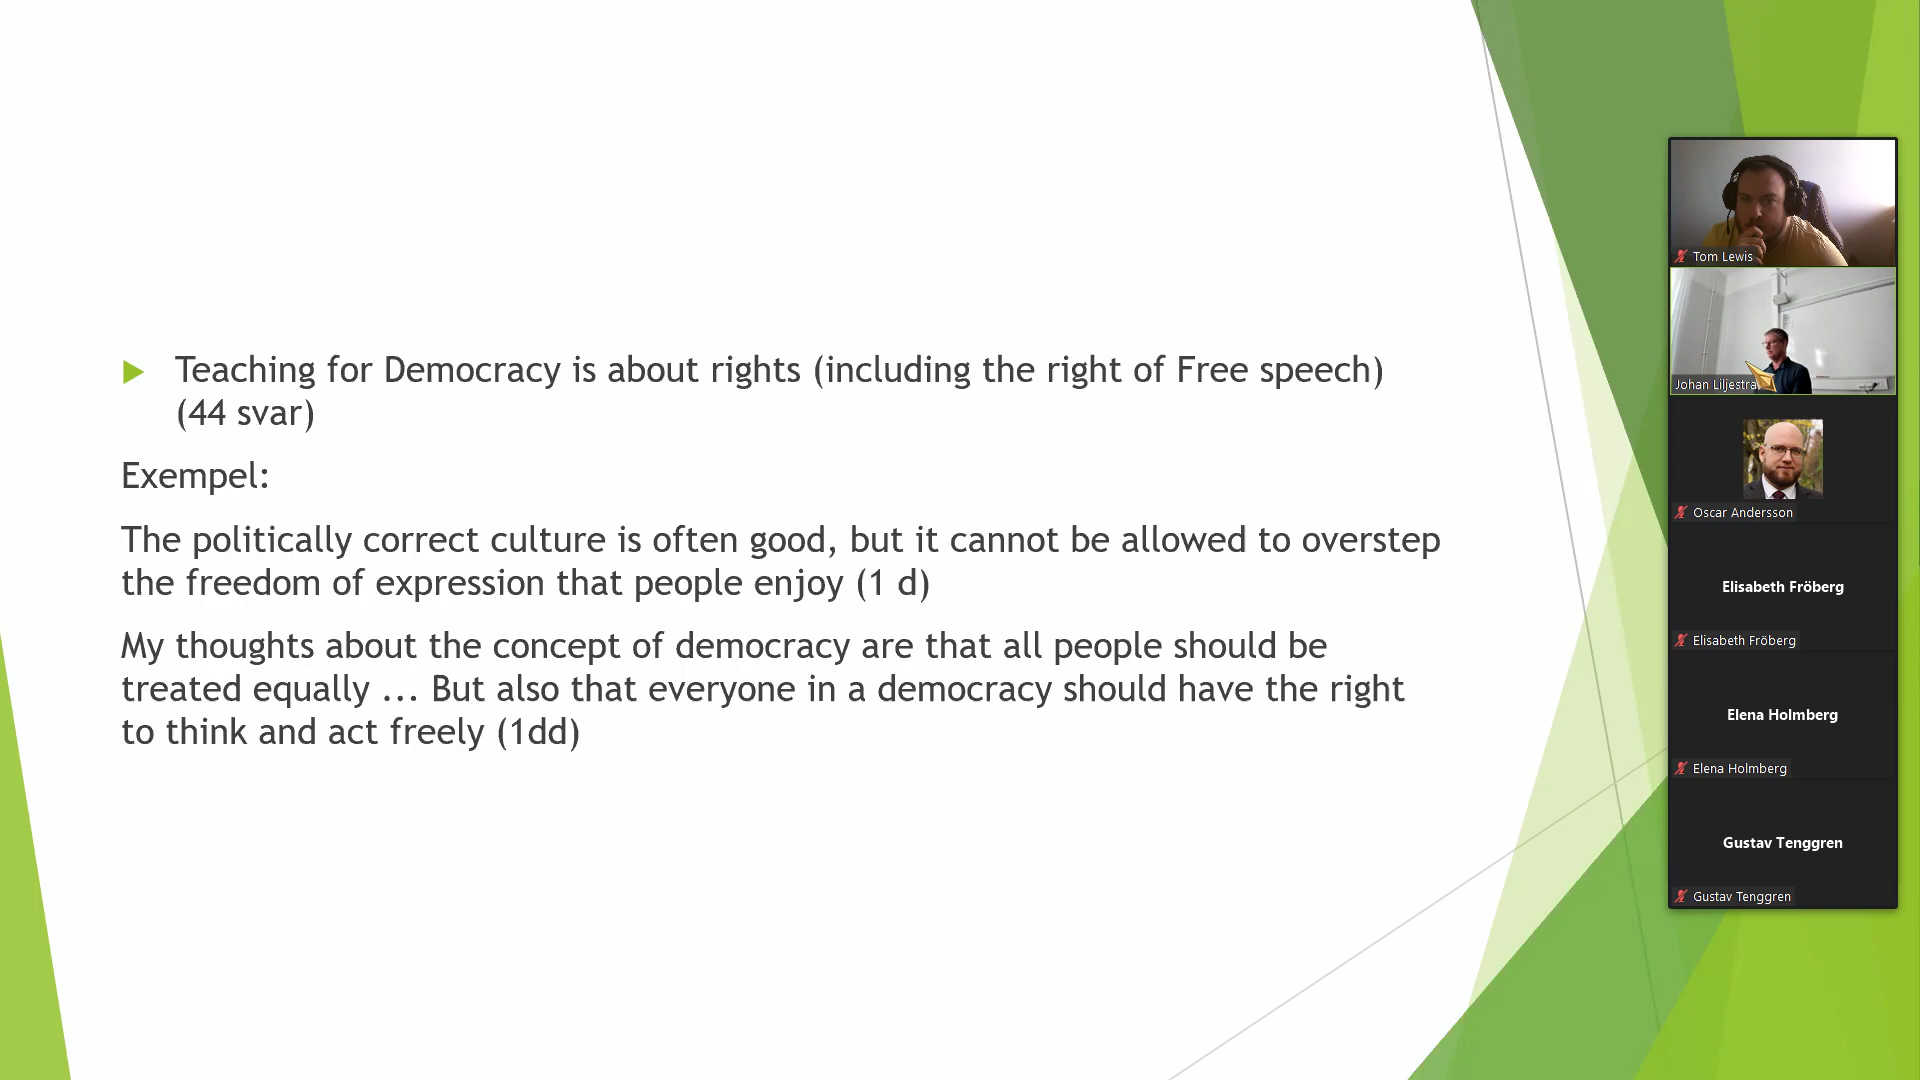 Teaching for Democracy is about rights (including the right of Free speech)
(44 svar)
Exempel:
The politically correct culture is often good, but it cannot be allowed to overstep
the freedom of expression that people enjoy (1 d)
My thoughts about the concept of democracy are that all people should be
treated equally ... But also that everyone in a democracy should have the right
to think and act freely (1dd)
Tom Lewis
Johan Liljestra
Oscar Andersson
Elisabeth Fröberg
Elisabeth Fröberg
Elena Holmberg
Elena Holmberg
Gustav Tenggren
Gustav Tenggren